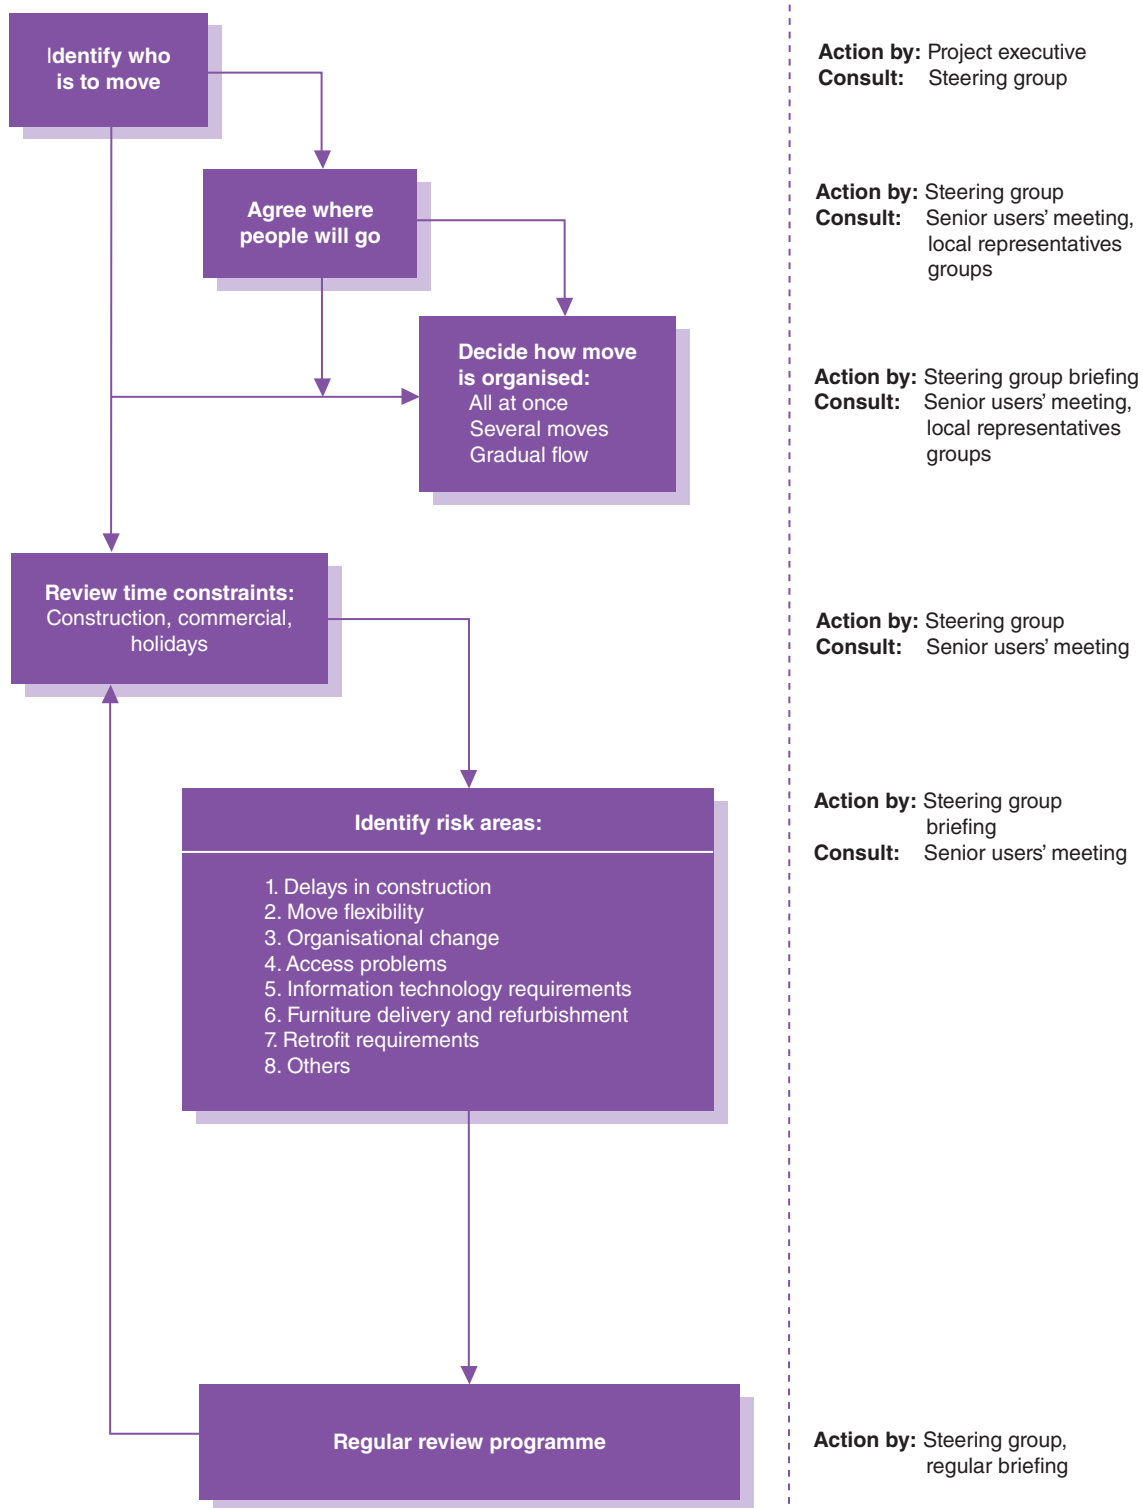 Identify who
is to move
Action by: Project executive
Consult: Steering group
Agree where
people will go
Action by: Steering group
Consult: Senior users’ meeting,
local representatives
groups
Decide how move
is organised:
All at once
Several moves
Gradual flow
Action by: Steering group briefing
Consult: Senior users’ meeting,
local representatives
groups
Review time constraints:
Construction, commercial,
holidays
Action by: Steering group
Consult: Senior users’ meeting
Identify risk areas:
1. Delays in construction
2. Move flexibility
3. Organisational change
4. Access problems
5. Information technology requirements
6. Furniture delivery and refurbishment
7. Retrofit requirements
8. Others
Action by: Steering group
briefing
Consult: Senior users’ meeting
Regular review programme
Action by: Steering group,
regular briefing